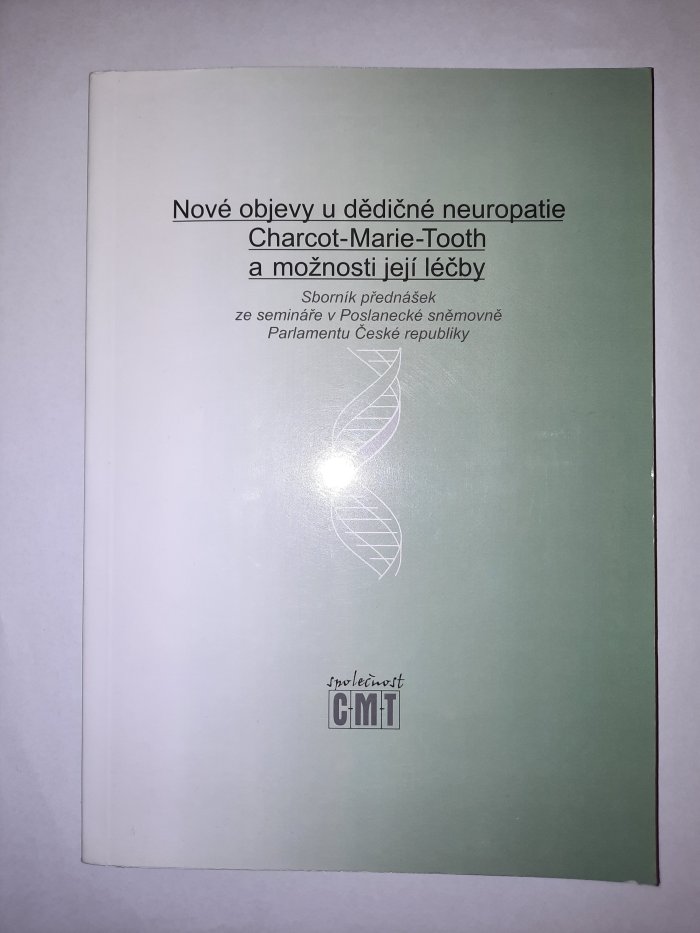 Nové objevy u dědičné neuropatie
Charcot-Marie-Tooth
a možnosti její léčby
Sborník přednášek
ze semináře v Poslanecké sněmovně
Parlamentu České republiky
společnost
C-M-T